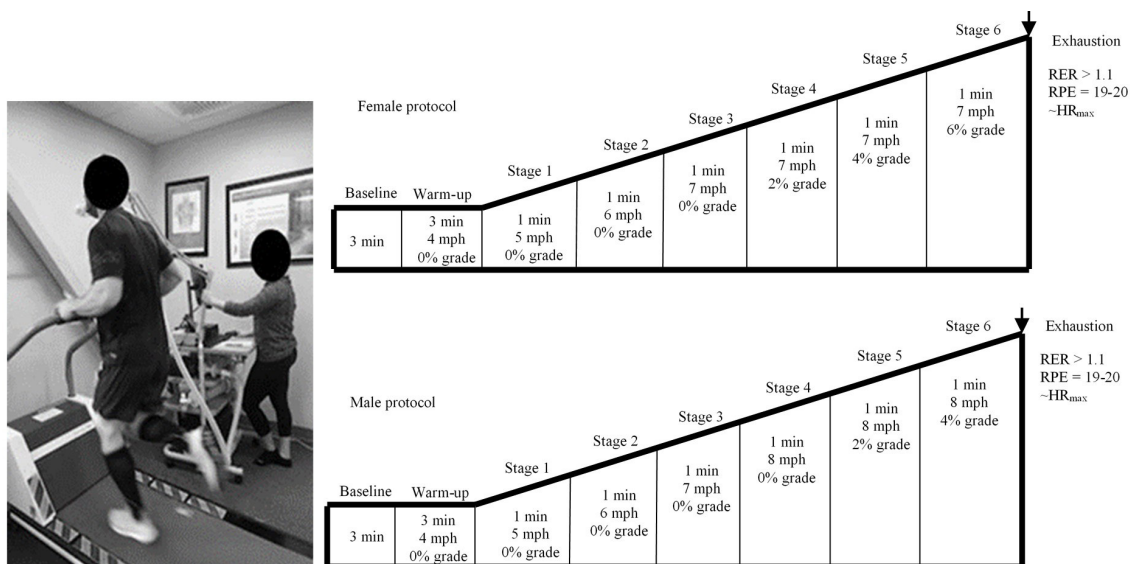 Female protocol
Baseline
3 min
Warm-up
3 min
4 mph
0% grade
Stage 1
1 min
5 mph
0% grade
Stage 2
1 min
6 mph
0% grade
Stage 3
1 min
7 mph
0% grade
Stage 4
1 min
7 mph
2% grade
Stage 5
1 min
7 mph
4% grade
Stage 6
1 min
7 mph
6% grade
Exhaustion
RER > 1.1
RPE = 19-20
~HRmax
Male protocol
Baseline
3 min
Warm-up
3 min
4 mph
0% grade
Stage 1
1 min
5 mph
0% grade
Stage 2
1 min
6 mph
0% grade
Stage 3
1 min
7 mph
0% grade
Stage 4
1 min
8 mph
0% grade
Stage 5
1 min
8 mph
2% grade
Stage 6
1 min
8 mph
4% grade
Exhaustion
RER > 1.1
RPE = 19-20
~HRmax